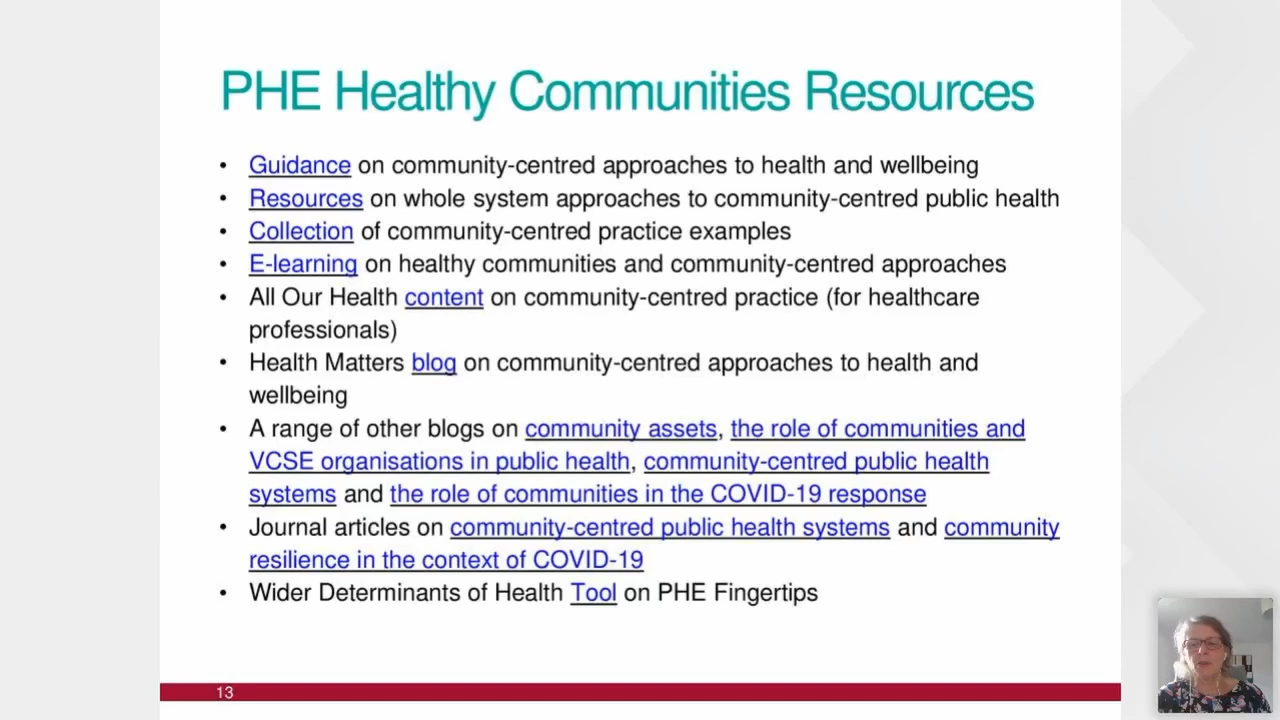 PHE Healthy Communities Resources
• Guidance on community-centred approaches to health and wellbeing
• Resources on whole system approaches to community-centred public health
• Collection of community-centred practice examples
• E-learning on healthy communities and community-centred approaches
• All Our Health content on community-centred practice (for healthcare
professionals)
• Health Matters blog on community-centred approaches to health and
wellbeing
• A range of other blogs on community assets, the role of communities and
VCSE organisations in public health, community-centred public health
systems and the role of communities in the COVID-19 response
• Journal articles on community-centred public health systems and community
resilience in the context of COVID-19
• Wider Determinants of Health Tool on PHE Fingertips
13